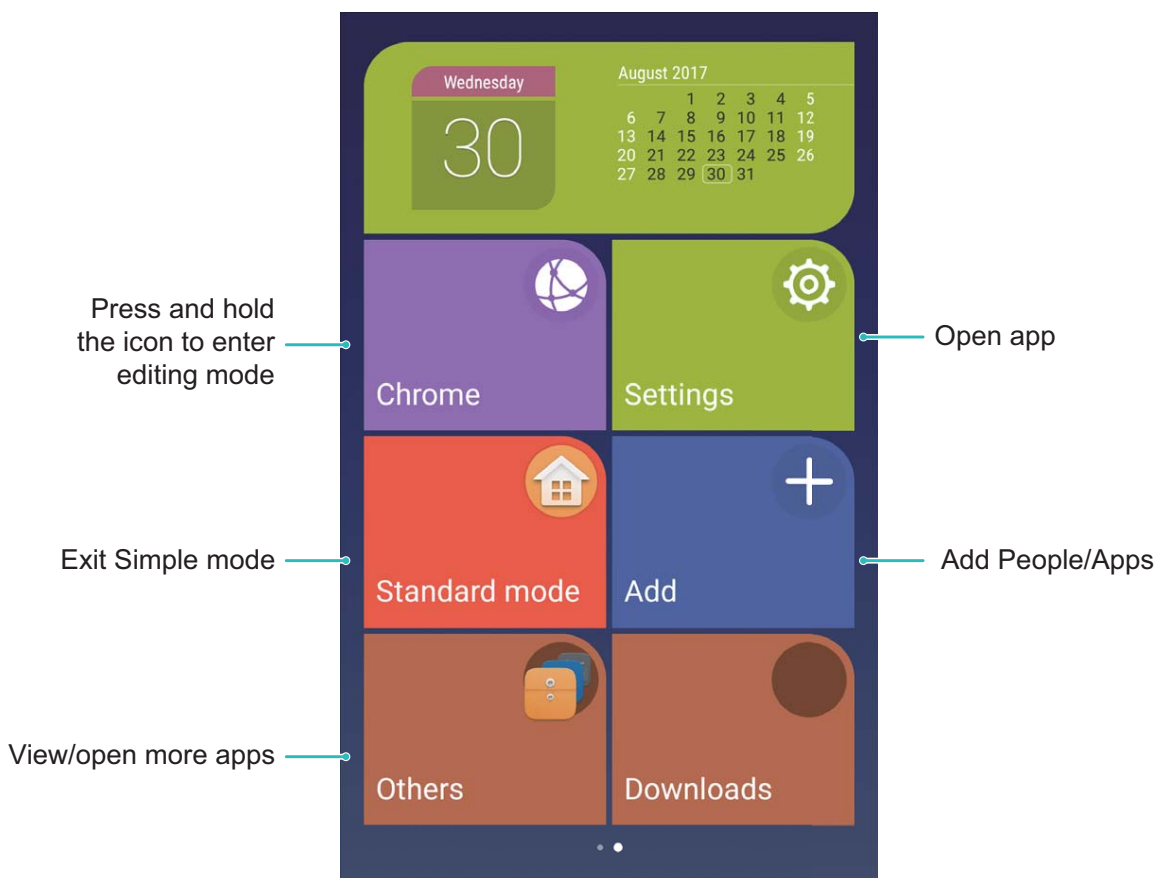 Wednesday
30
August 2017
1 2 3 4 5
6 7 8 9 10 11 12
13 14 15 16 17 18 19
20 21 22 23 24 25 26
27 28 29 30 31
Press and hold
the icon to enter
editing mode
Chrome
Settings
Open app
Exit Simple mode
Standard mode
Add
Add People/Apps
View/open more apps
Others
Downloads